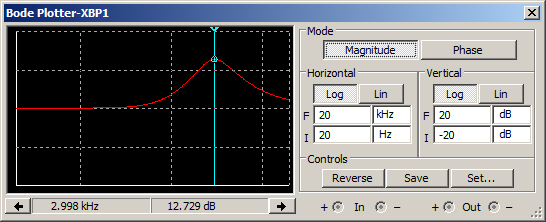 Bode Plotter-XBP1
Mode
Magnitude Phase
Horizontal Vertical
Log Lin Log Lin
F 20 kHz F 20 dB
I 20 Hz I -20 dB
Controls
Reverse Save Set...
2.998 kHz 12.729 dB + In - + Out -